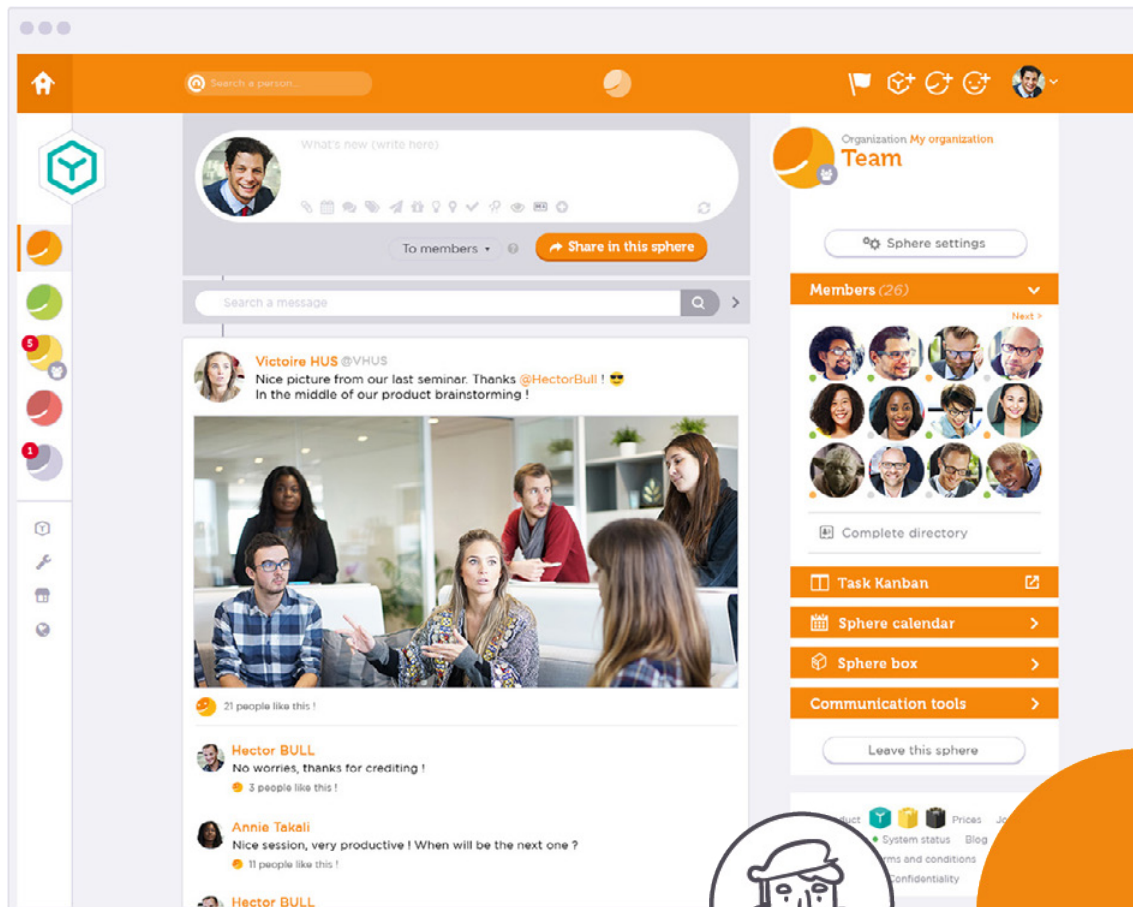 Search a person...
What's new (write here)
To members
Share in this sphere
Search a message
5
1
Victoire HUS @VHUS
Nice picture from our last seminar. Thanks @HectorBull !
In the middle of our product brainstorming !
21 people like this !
Hector BULL
No worries, thanks for crediting !
3 people like this !
Annie Takali
Nice session, very productive ! When will be the next one ?
11 people like this !
Hector BULL
Organization My organization
Team
Sphere settings
Members (26)
Next >
Complete directory
Task Kanban
Sphere calendar
Sphere box
Communication tools
Leave this sphere
Prices
System status Blog
and conditions
Confidentiality